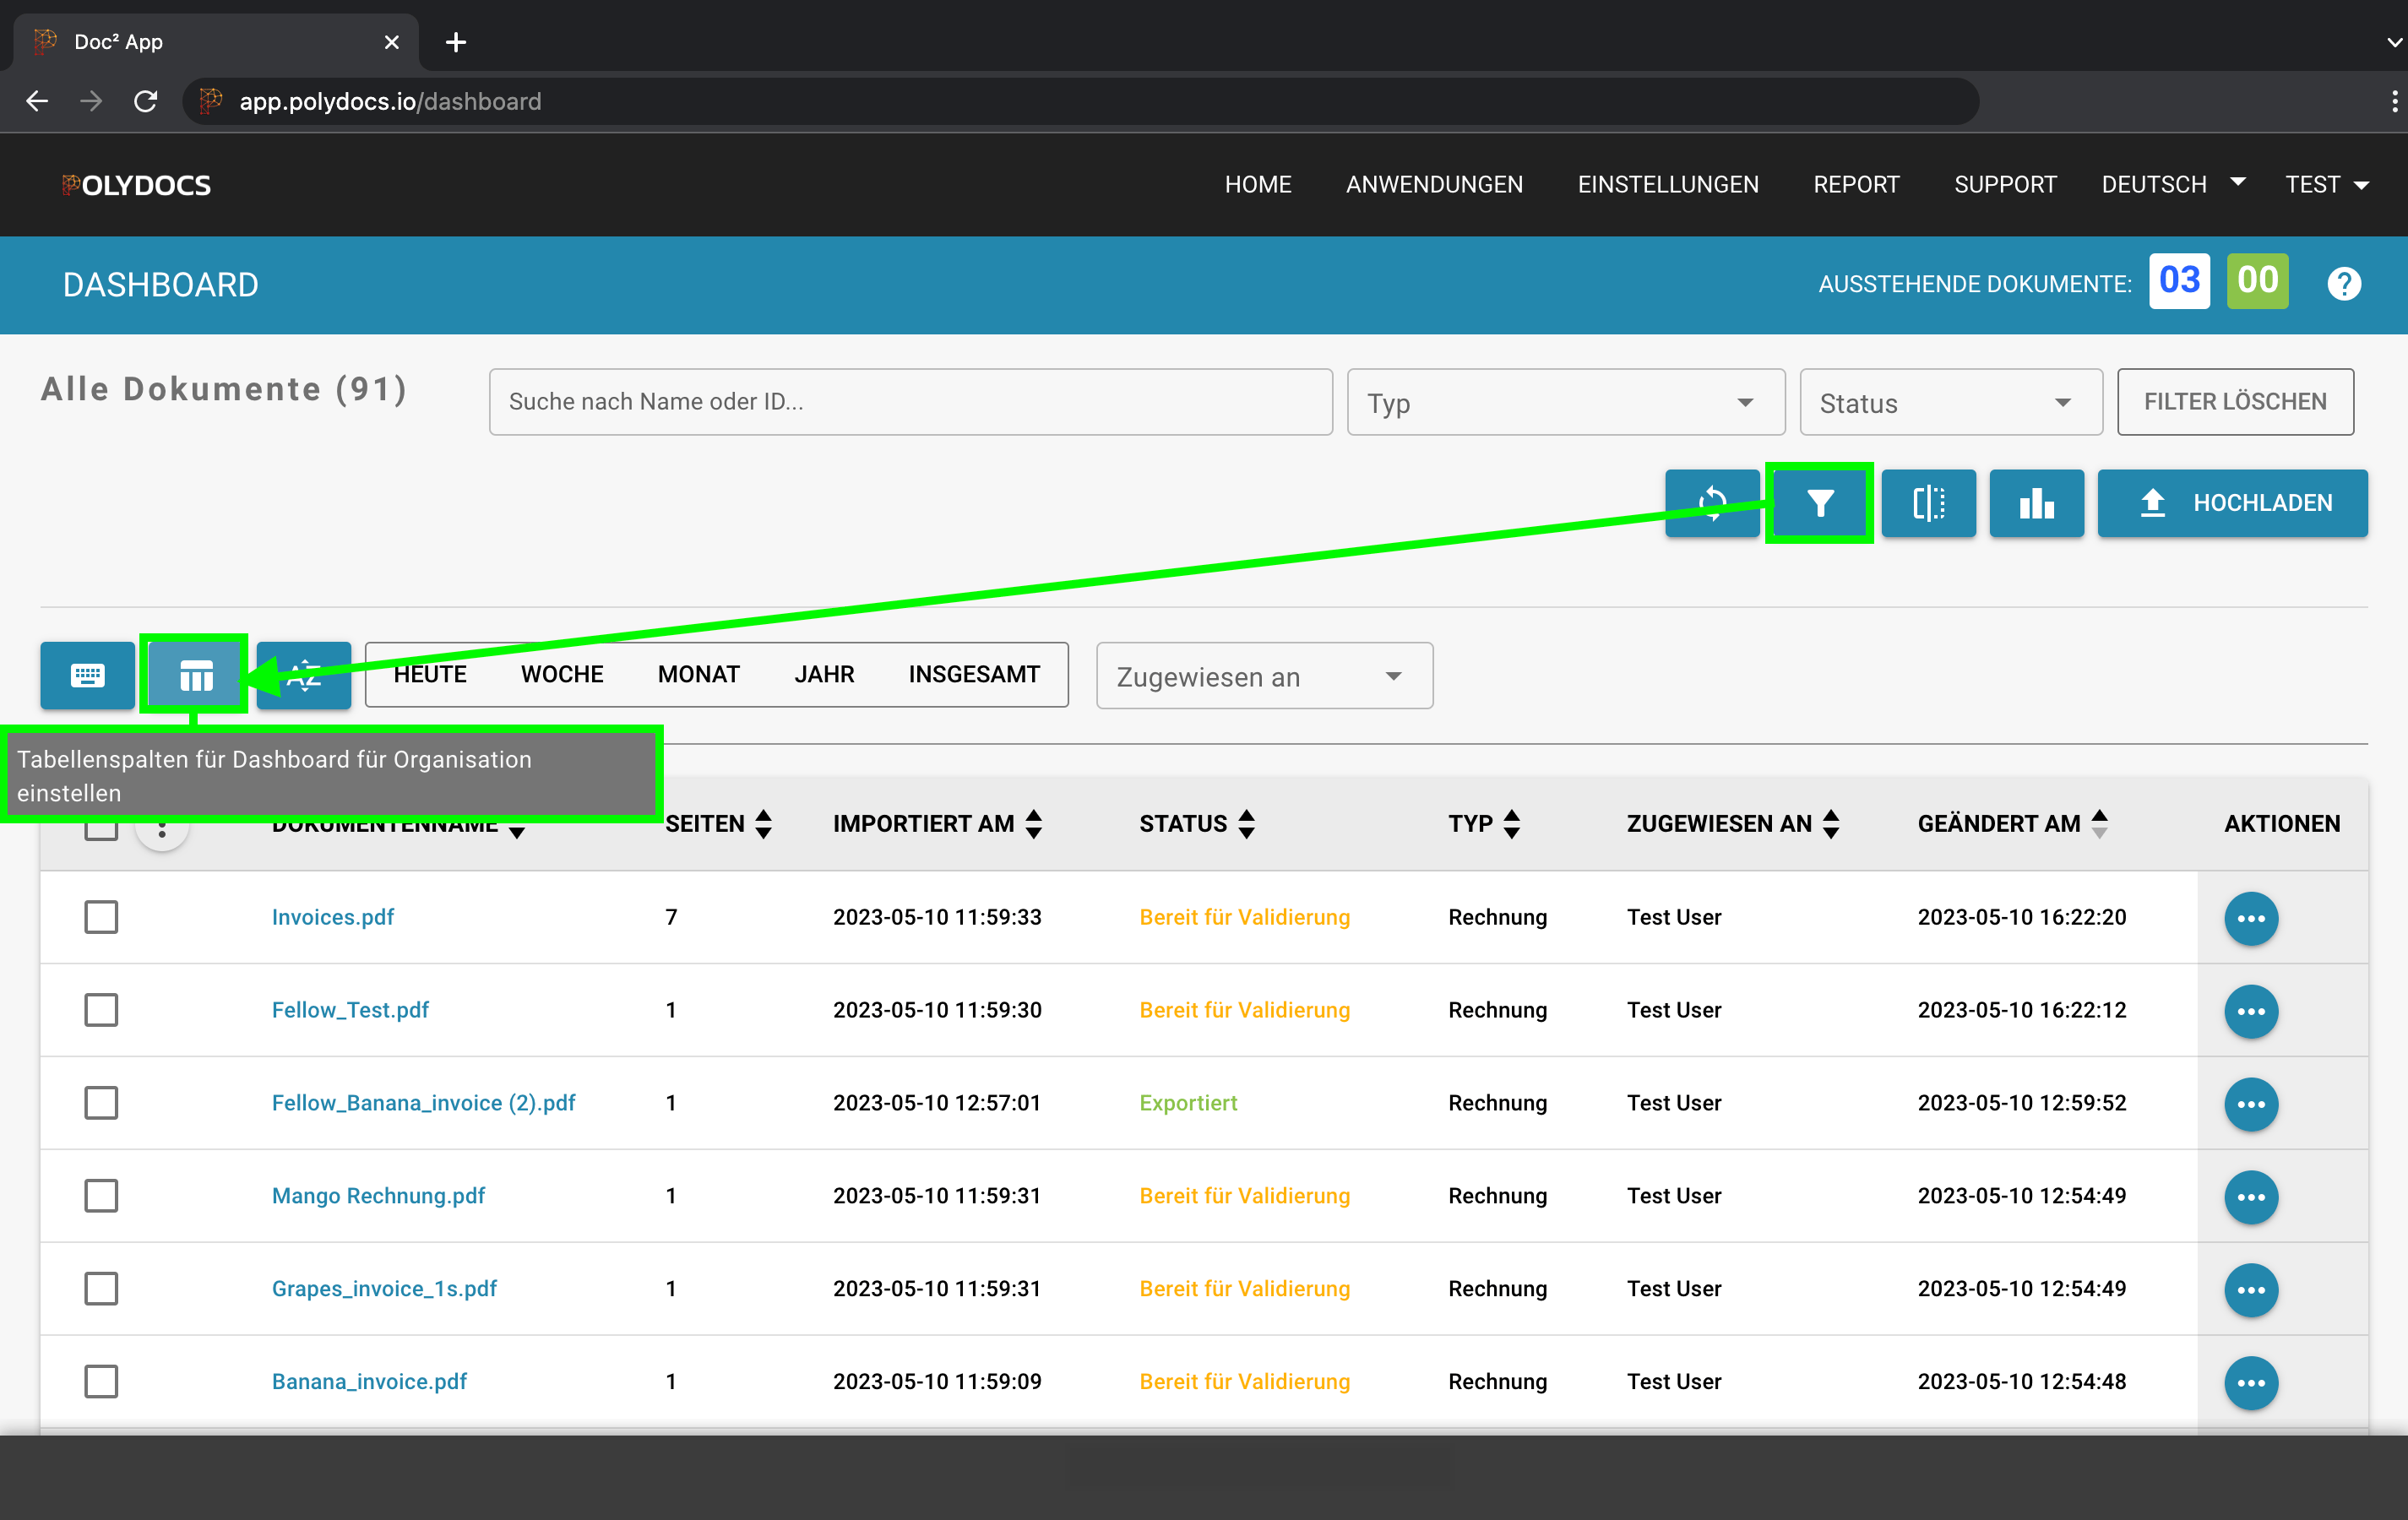 Doc² App
app.polydocs.io/dashboard
POLYDOCS
HOME
ANWENDUNGEN
EINSTELLUNGEN
REPORT
SUPPORT
DEUTSCH
TEST
DASHBOARD
AUSSTEHENDE DOKUMENTE:
03
00
?
Alle Dokumente (91)
Suche nach Name oder ID...
Typ
Status
FILTER LÖSCHEN
HOCHLADEN
AZ
HEUTE
WOCHE
MONAT
JAHR
INSGESAMT
Zugewiesen an
Tabellenspalten für Dashboard für Organisation
einstellen
DOKUMENTENNAME
SEITEN
IMPORTIERT AM
STATUS
TYP
ZUGEWIESEN AN
GEÄNDERT AM
AKTIONEN
Invoices.pdf 7 2023-05-10 11:59:33 Bereit für Validierung Rechnung Test User 2023-05-10 16:22:20
Fellow_Test.pdf 1 2023-05-10 11:59:30 Bereit für Validierung Rechnung Test User 2023-05-10 16:22:12
Fellow_Banana_invoice (2).pdf 1 2023-05-10 12:57:01 Exportiert Rechnung Test User 2023-05-10 12:59:52
Mango Rechnung.pdf 1 2023-05-10 11:59:31 Bereit für Validierung Rechnung Test User 2023-05-10 12:54:49
Grapes_invoice_1s.pdf 1 2023-05-10 11:59:31 Bereit für Validierung Rechnung Test User 2023-05-10 12:54:49
Banana_invoice.pdf 1 2023-05-10 11:59:09 Bereit für Validierung Rechnung Test User 2023-05-10 12:54:48